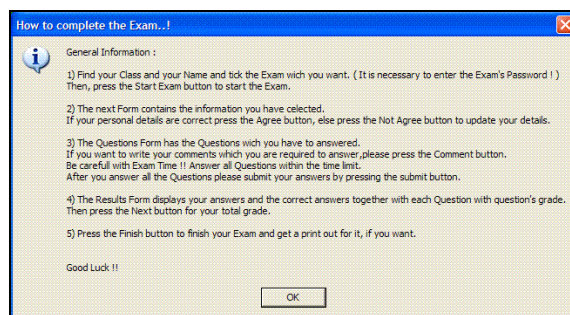 How to complete the Exam..!
General Information :
1) Find your Class and your Name and tick the Exam wich you want. ( It is necessary to enter the Exam's Password ! )
Then, press the Start Exam button to start the Exam.
2) The next Form contains the information you have celected.
If your personal details are correct press the Agree button, else press the Not Agree button to update your details.
3) The Questions Form has the Questions wich you have to answered.
If you want to write your comments which you are required to answer,please press the Comment button.
Be carefull with Exam Time !! Answer all Questions within the time limit.
After you answer all the Questions please submit your answers by pressing the submit button.
4) The Results Form displays your answers and the correct answers together with each Question with question's grade.
Then press the Next button for your total grade.
5) Press the Finish button to finish your Exam and get a print out for it, if you want.
Good Luck !!
OK